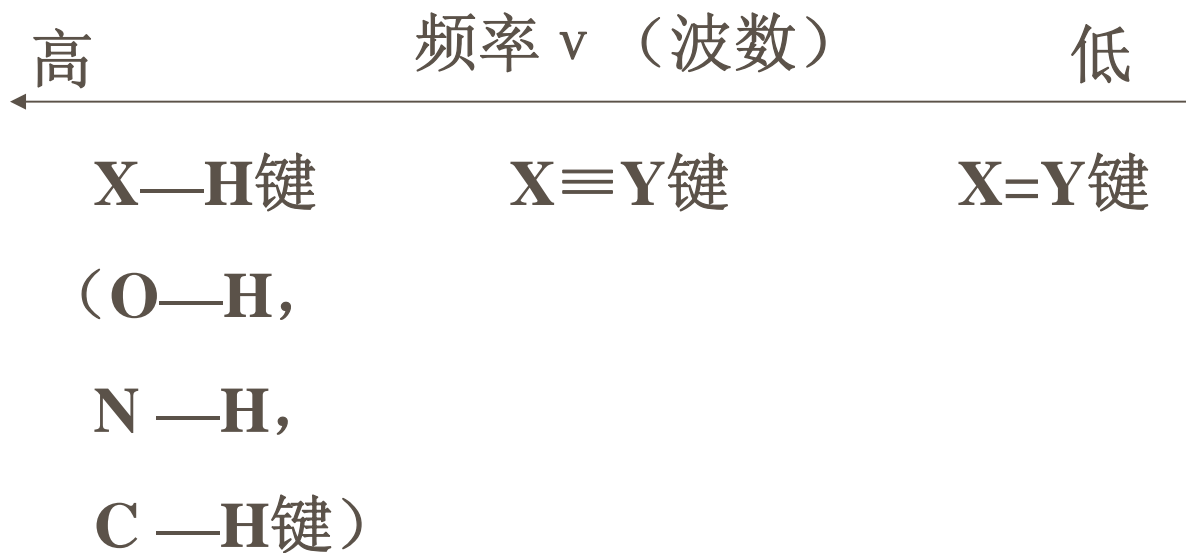 高 频率 ν （波数） 低
X—H键 X≡Y键 X=Y键
（O—H，
N —H，
C —H键）